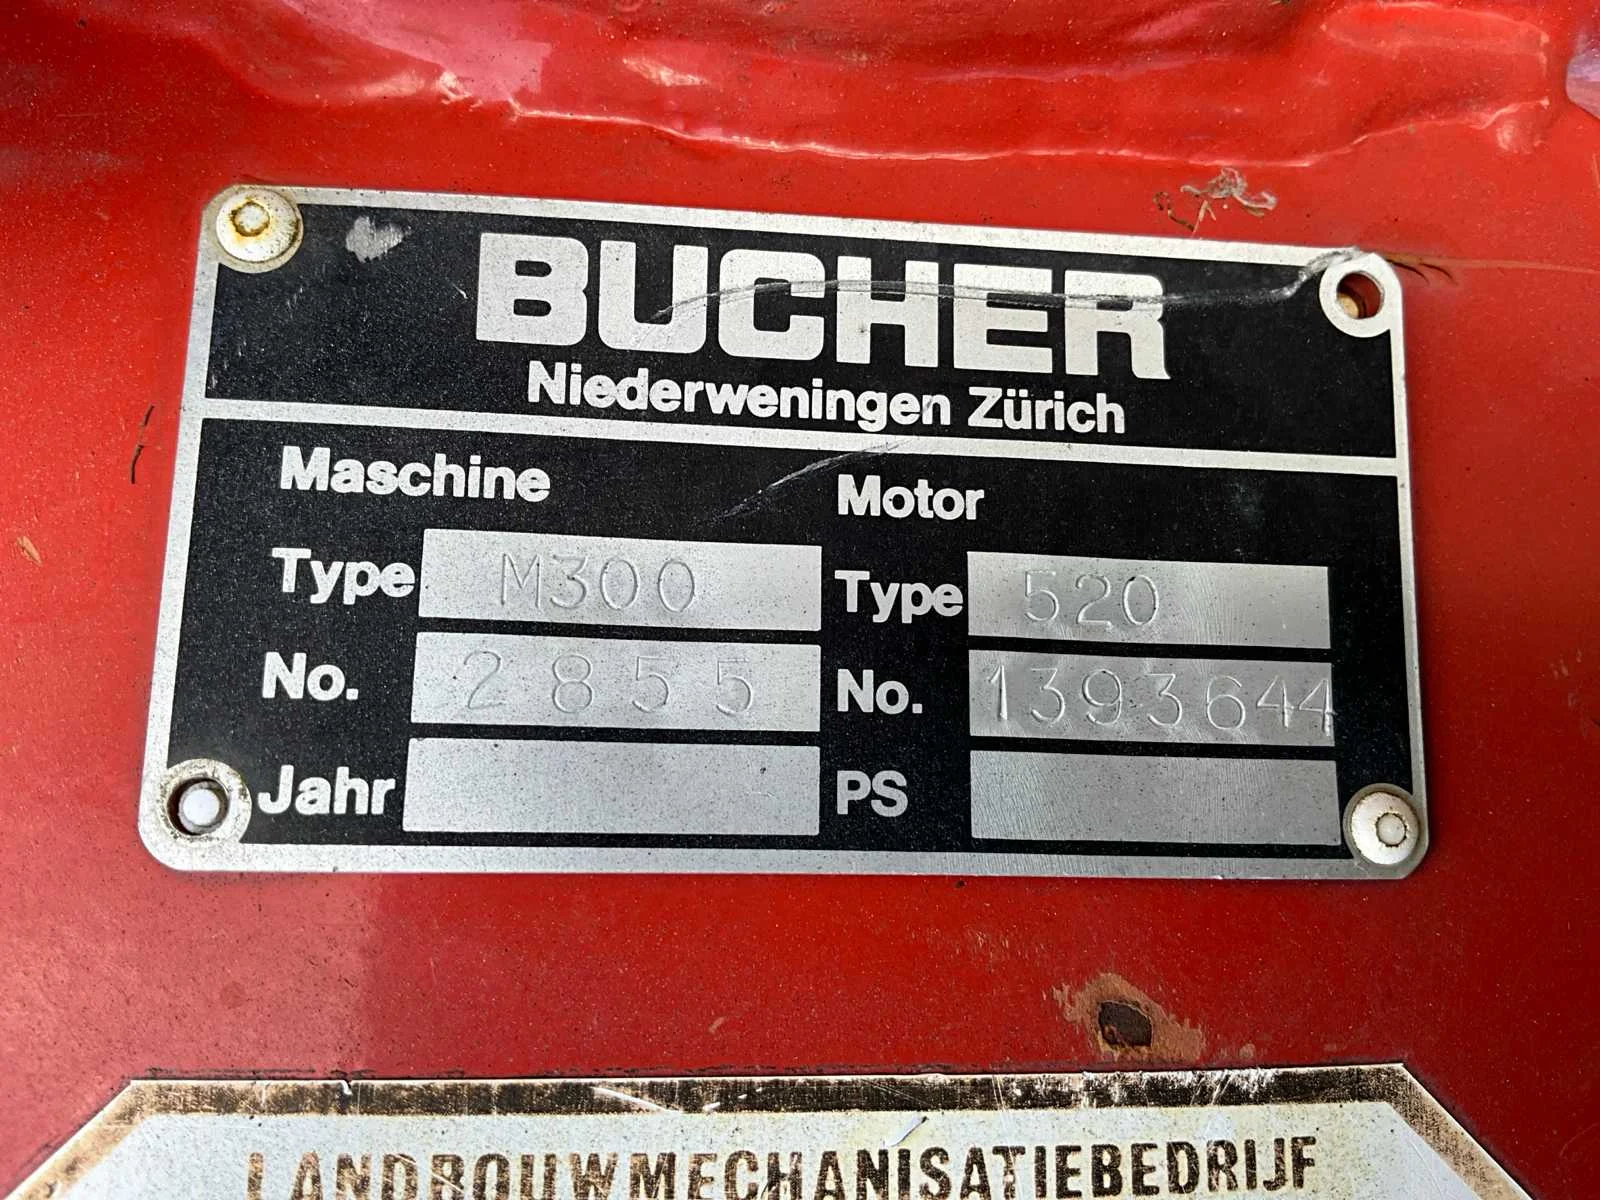 BUCHER
Niederweningen Zürich
Maschine Motor
Type M300 Type 520
No. 2855 No. 1393644
Jahr PS
LANDBOUWMECHANISATIEBEDRIJF